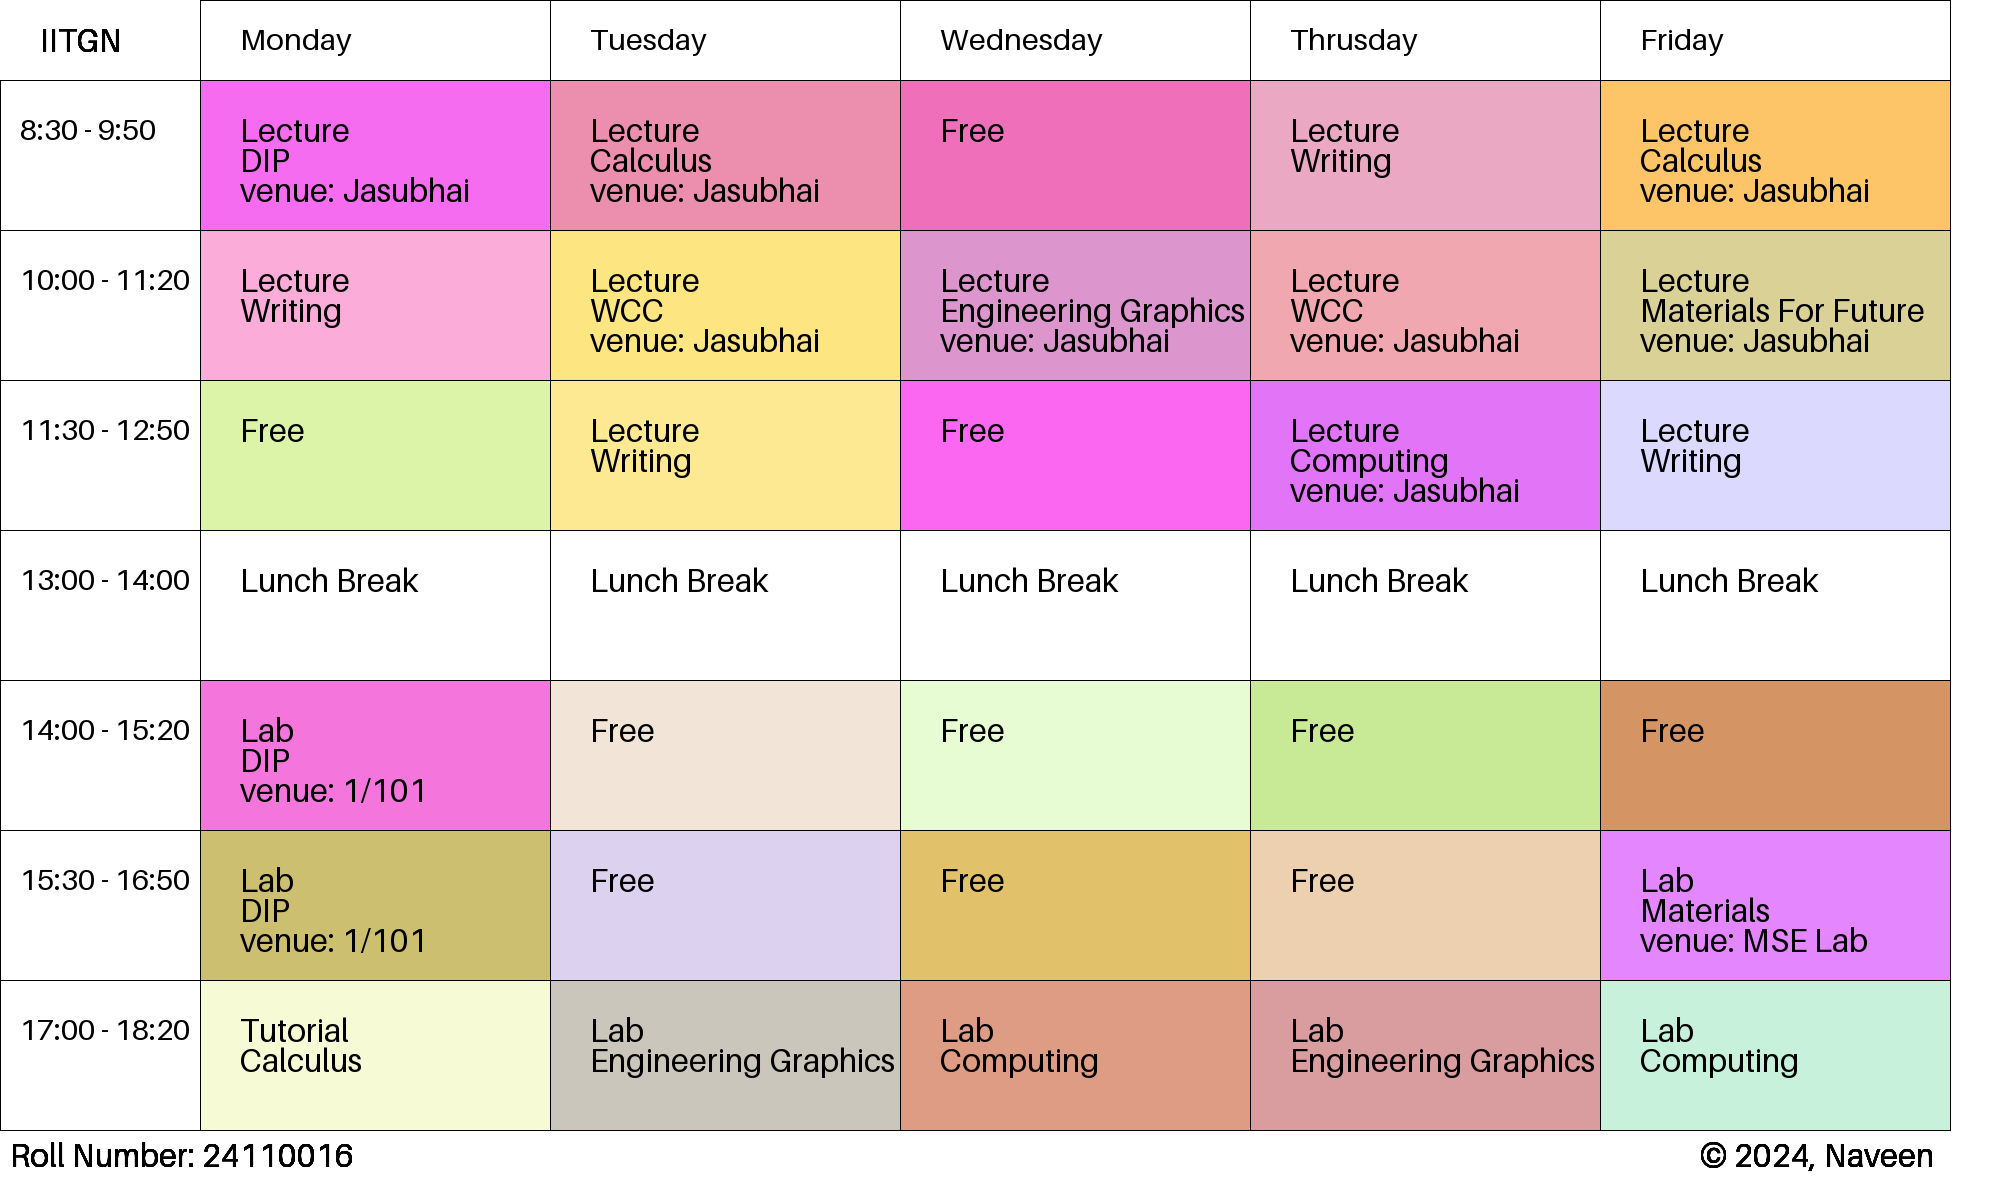 IITGN
Monday
Tuesday
Wednesday
Thrusday
Friday
8:30 - 9:50
Lecture
DIP
venue: Jasubhai
Lecture
Calculus
venue: Jasubhai
Free
Lecture
Writing
Lecture
Calculus
venue: Jasubhai
10:00 - 11:20
Lecture
Writing
Lecture
WCC
venue: Jasubhai
Lecture
Engineering Graphics
venue: Jasubhai
Lecture
WCC
venue: Jasubhai
Lecture
Materials For Future
venue: Jasubhai
11:30 - 12:50
Free
Lecture
Writing
Free
Lecture
Computing
venue: Jasubhai
Lecture
Writing
13:00 - 14:00
Lunch Break
Lunch Break
Lunch Break
Lunch Break
Lunch Break
14:00 - 15:20
Lab
DIP
venue: 1/101
Free
Free
Free
Free
15:30 - 16:50
Lab
DIP
venue: 1/101
Free
Free
Free
Lab
Materials
venue: MSE Lab
17:00 - 18:20
Tutorial
Calculus
Lab
Engineering Graphics
Lab
Computing
Lab
Engineering Graphics
Lab
Computing
Roll Number: 24110016
© 2024, Naveen